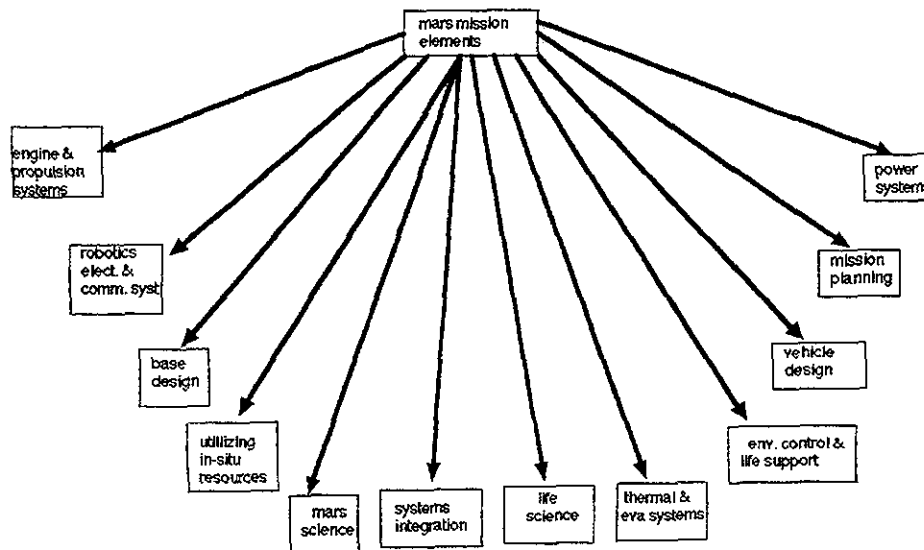 mars mission
elements
engine &
propulsion
systems
power
system
robotics
elect. &
comm. syst
mission
planning
base
design
vehicle
design
utilizing
in-situ
resources
env. control &
life support
mars
science
systems
integration
life
science
thermal &
eva systems